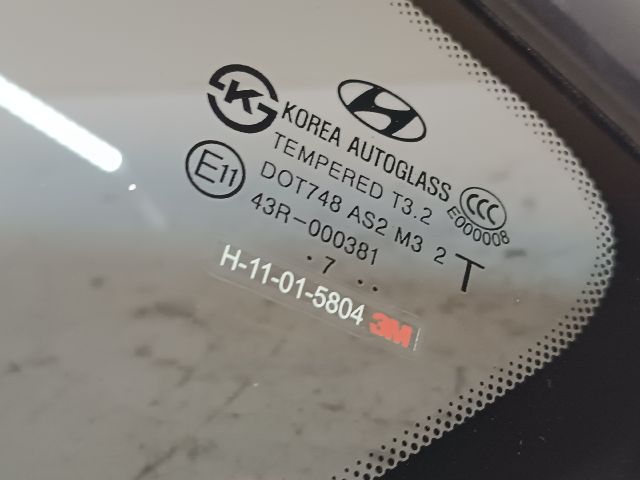 K
KOREA AUTOGLASS
TEMPERED T3.2
CCC
E000008
E11
DOT748 AS2 M3 2
T
43R-000381
. 7 . .
H-11-01-5804 3M